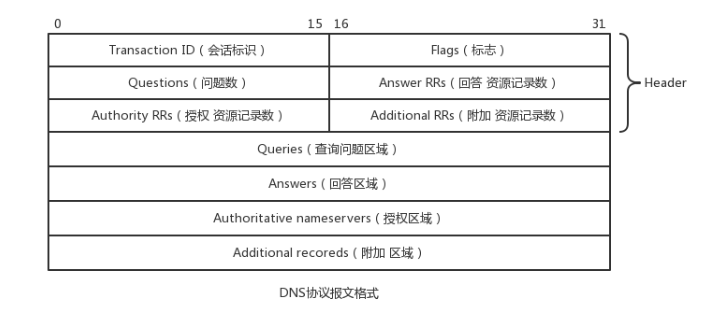 0 15 16 31
Transaction ID（会话标识） Flags（标志）
Questions（问题数） Answer RRs（回答 资源记录数） Header
Authority RRs（授权 资源记录数） Additional RRs（附加 资源记录数）
Queries（查询问题区域）
Answers（回答区域）
Authoritative nameservers（授权区域）
Additional recoreds（附加 区域）
DNS协议报文格式